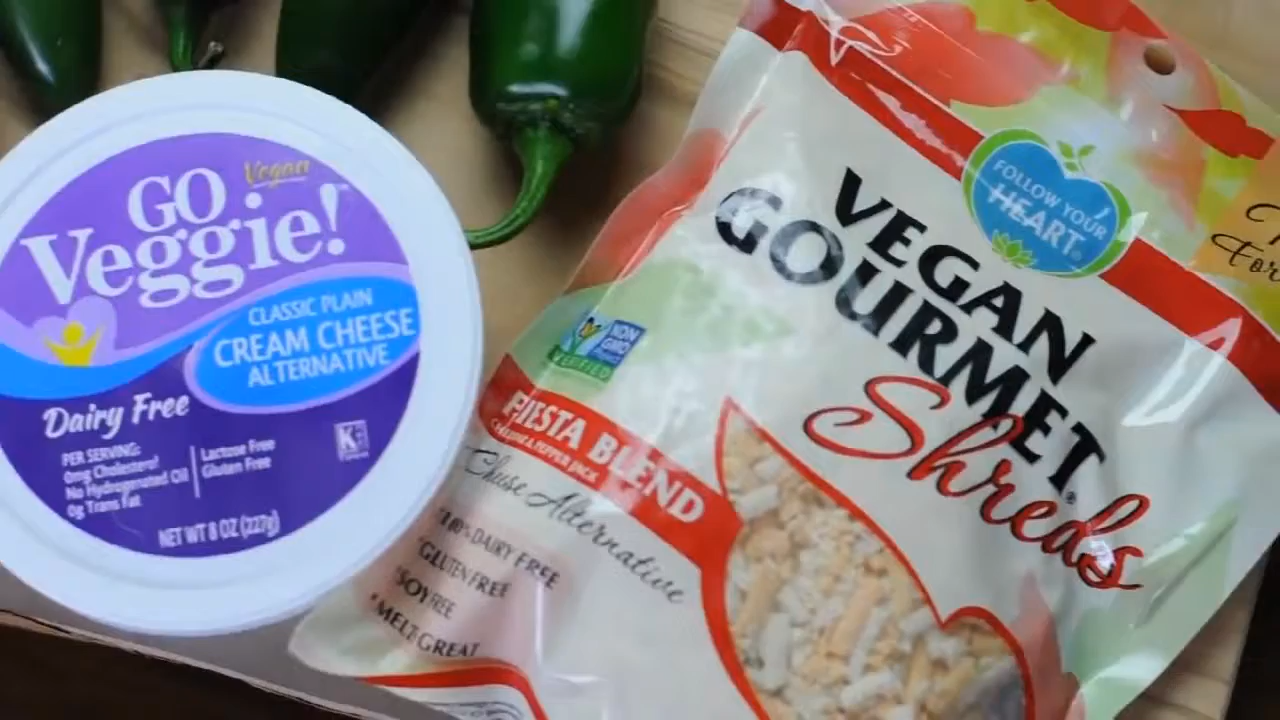 GO
Vegan
Veggie!
CLASSIC PLAIN
CREAM CHEESE
ALTERNATIVE
Dairy Free
PER SERVING:
0mg Cholesterol
No Hydrogenated Oil
0g Trans Fat
Lactose Free
Gluten Free
K
NET WT 8 OZ (227g)
FOLLOW YOUR
HEART®
VEGAN
GOURMET®
Shreds
NON
GMO
VERIFIED
FIESTA BLEND
Cheese Alternative
*100% DAIRY FREE
*GLUTEN FREE
*SOY FREE
*MELT GREAT
For